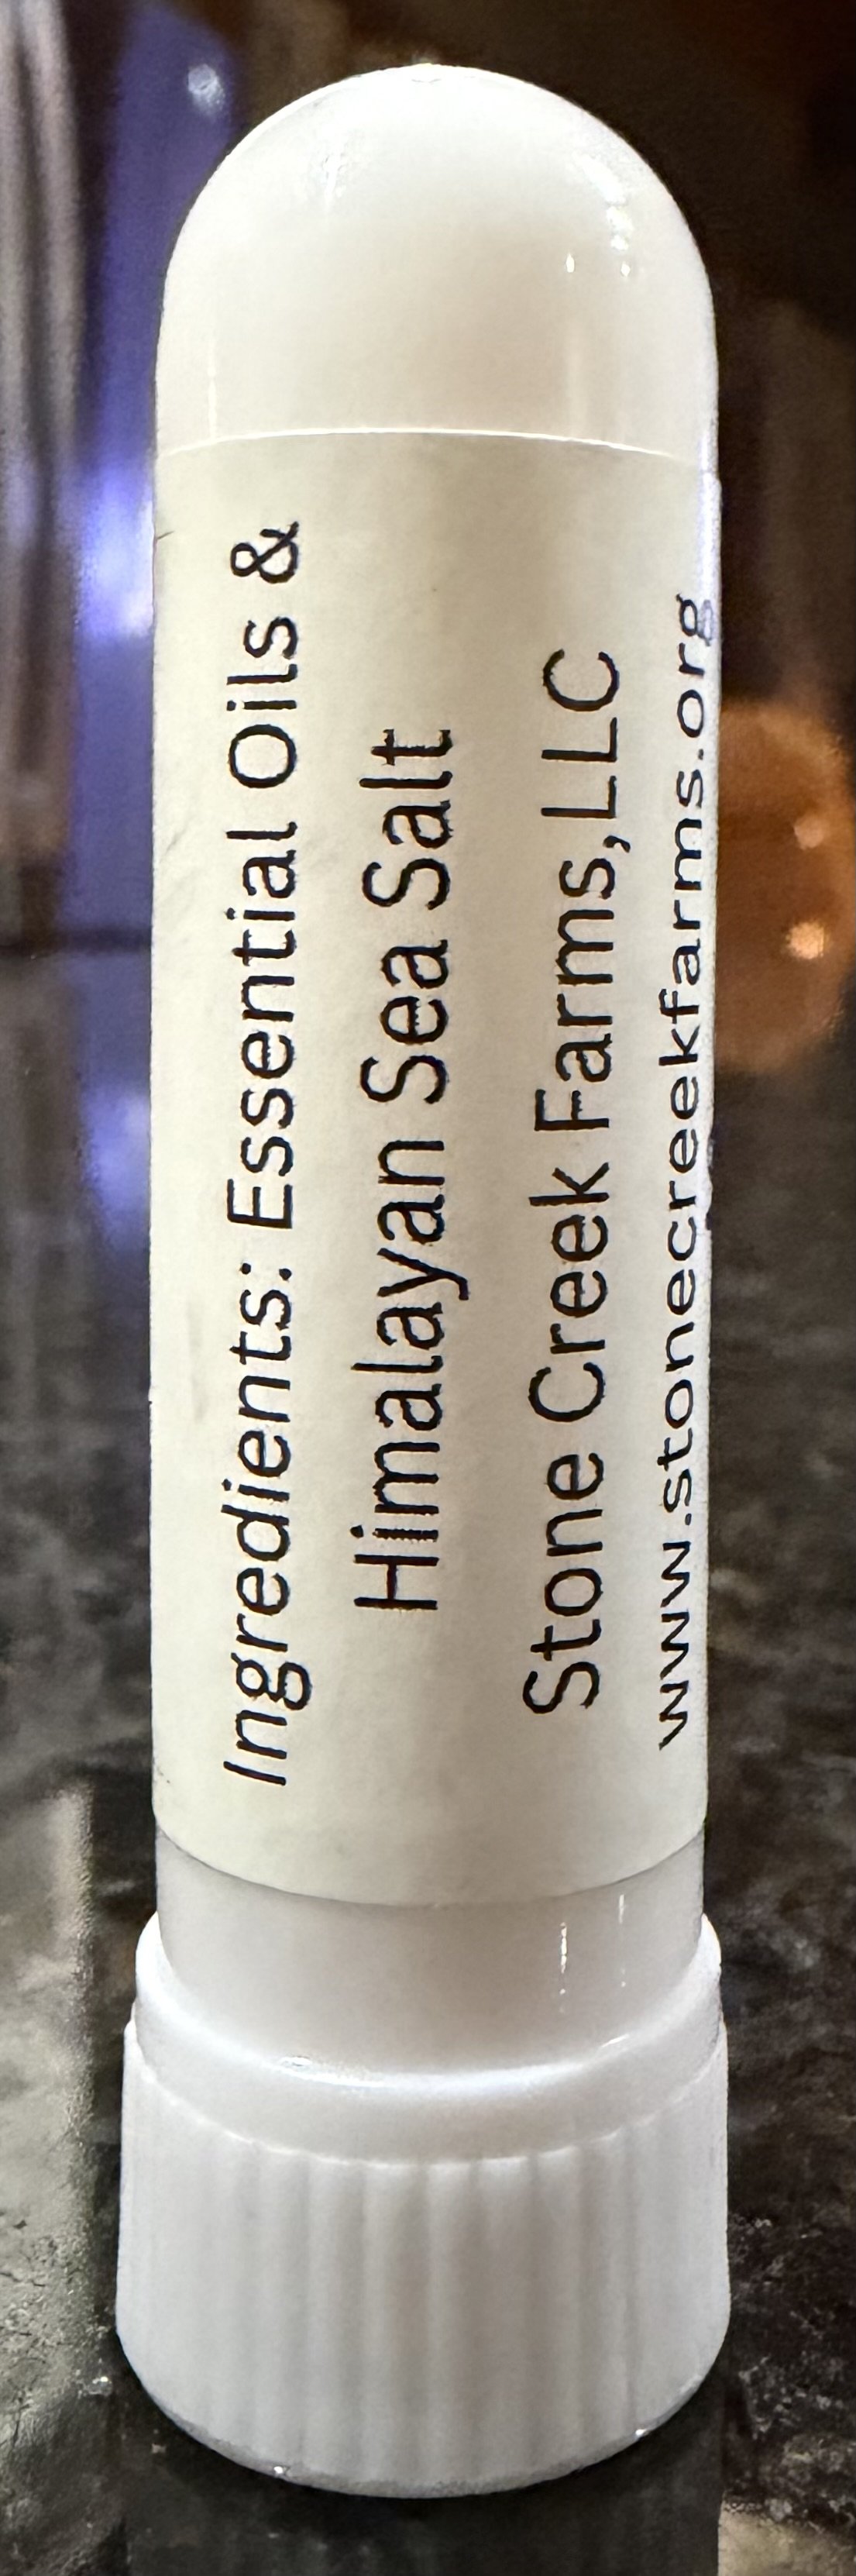 Ingredients: Essential Oils &
Himalayan Sea Salt
Stone Creek Farms,LLC
www.stonecreekfarms.org